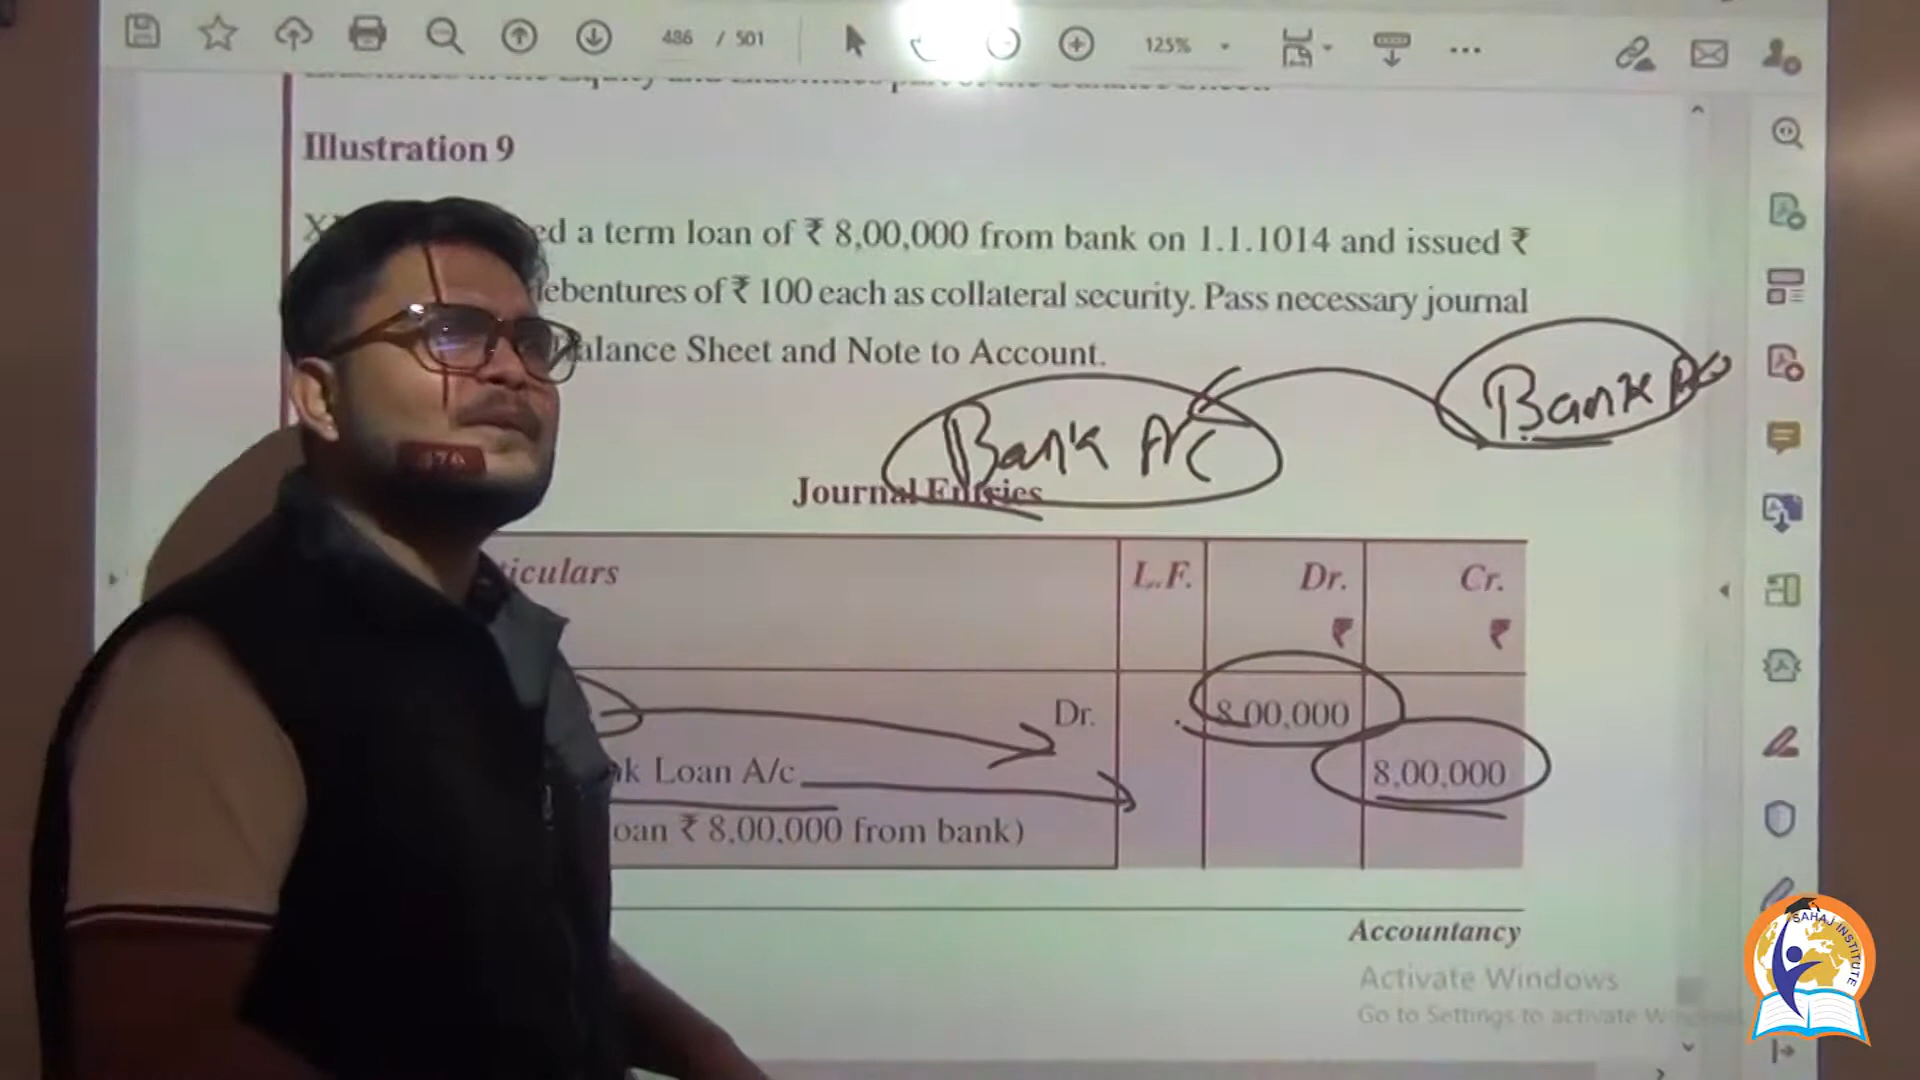 486 / 501
125%
Illustration 9
ed a term loan of ₹ 8,00,000 from bank on 1.1.1014 and issued ₹
debentures of ₹ 100 each as collateral security. Pass necessary journal
Balance Sheet and Note to Account.
Bank A/c
Bank A/c
Journal Entries
iculars L.F. Dr. Cr.
₹ ₹
Dr. 8,00,000
k Loan A/c 8,00,000
oan ₹ 8,00,000 from bank)
Accountancy
Activate Windows
Go to Settings to activate
SAHAJ INSTITUTE